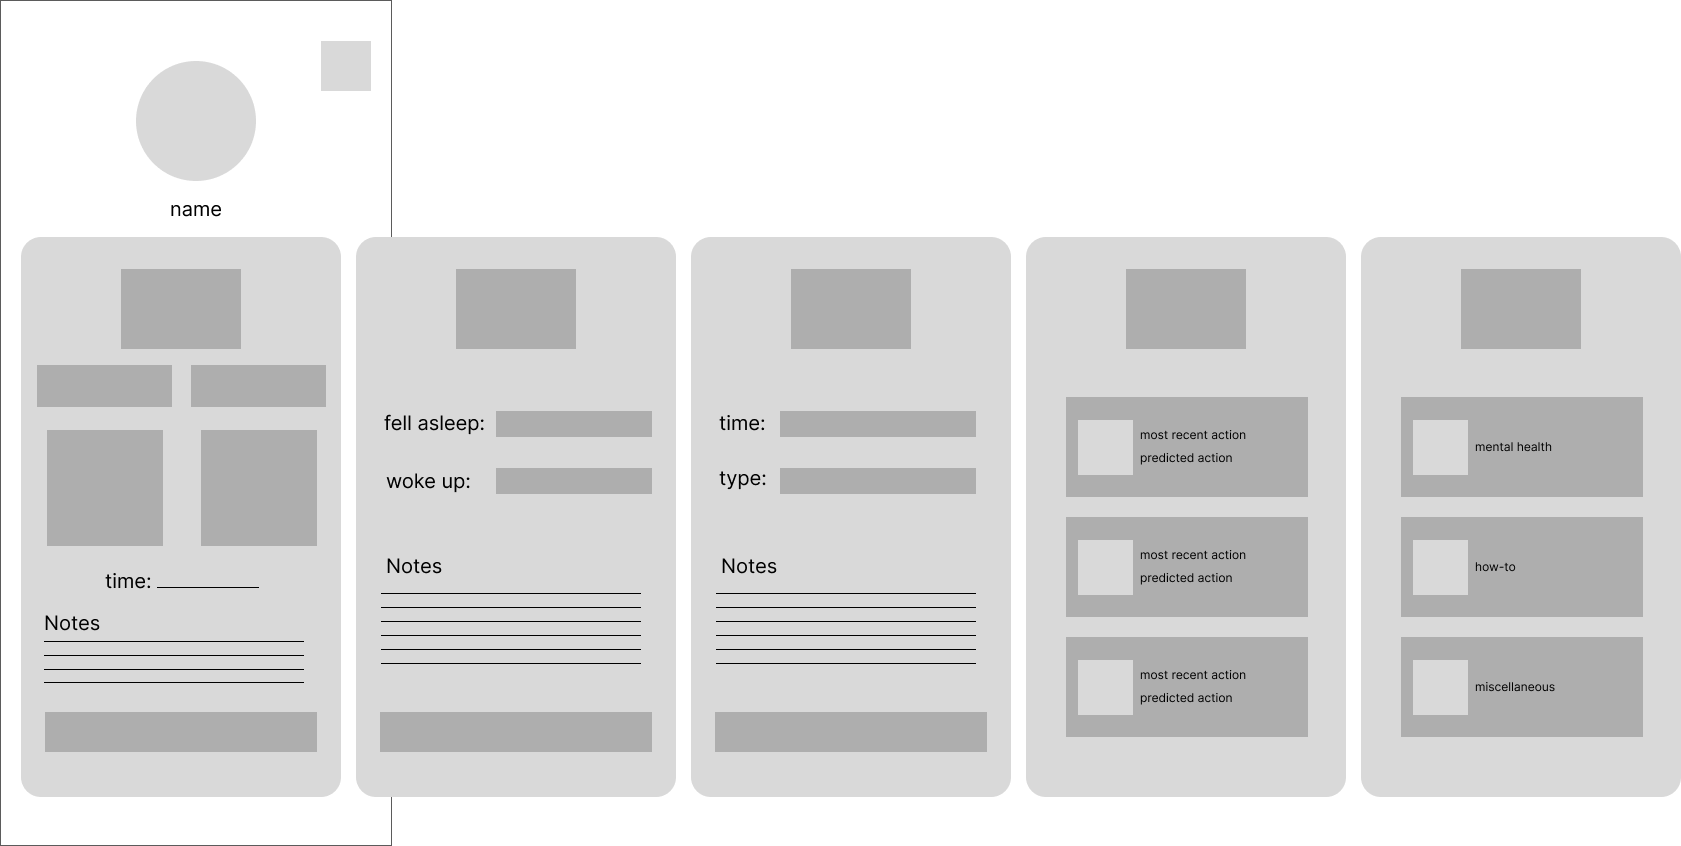 name
time:
Notes
fell asleep:
woke up:
Notes
time:
type:
Notes
most recent action
predicted action
most recent action
predicted action
most recent action
predicted action
mental health
how-to
miscellaneous